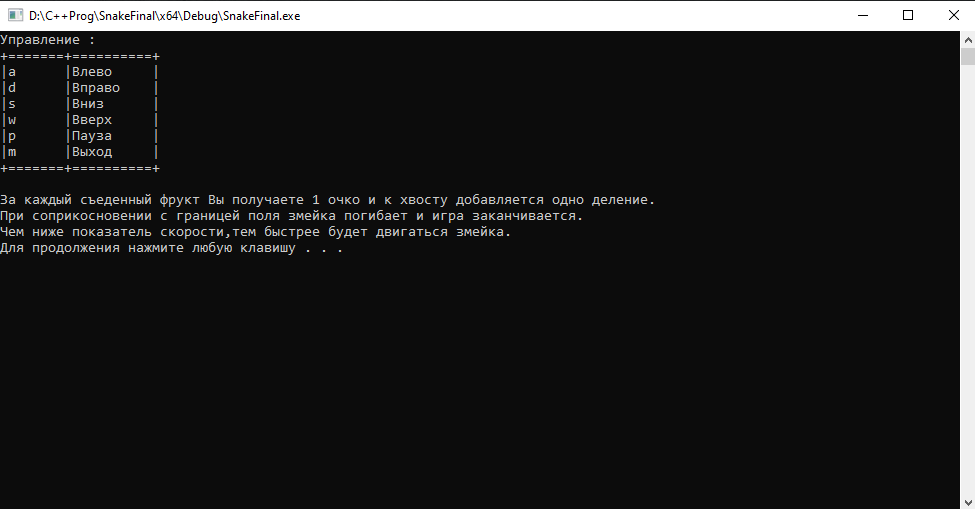 D:\C++Prog\SnakeFinal\x64\Debug\SnakeFinal.exe
Управление :
+=======+==========+
|a      |Влево     |
|d      |Вправо    |
|s      |Вниз      |
|w      |Вверх     |
|p      |Пауза     |
|m      |Выход     |
+=======+==========+
За каждый съеденный фрукт Вы получаете 1 очко и к хвосту добавляется одно деление.
При соприкосновении с границей поля змейка погибает и игра заканчивается.
Чем ниже показатель скорости,тем быстрее будет двигаться змейка.
Для продолжения нажмите любую клавишу . . .